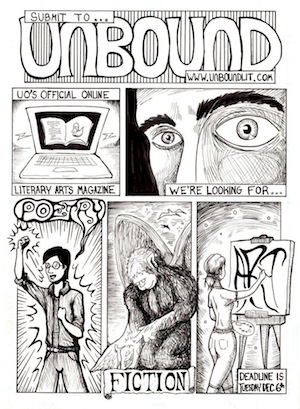 SUBMIT TO...
UNBOUND
WWW.UNBOUNDLIT.COM
UO'S OFFICIAL ONLINE
LITERARY ARTS MAGAZINE
WE'RE LOOKING FOR...
POETRY
FICTION
ART
DEADLINE IS
TUESDAY DEC. 6th